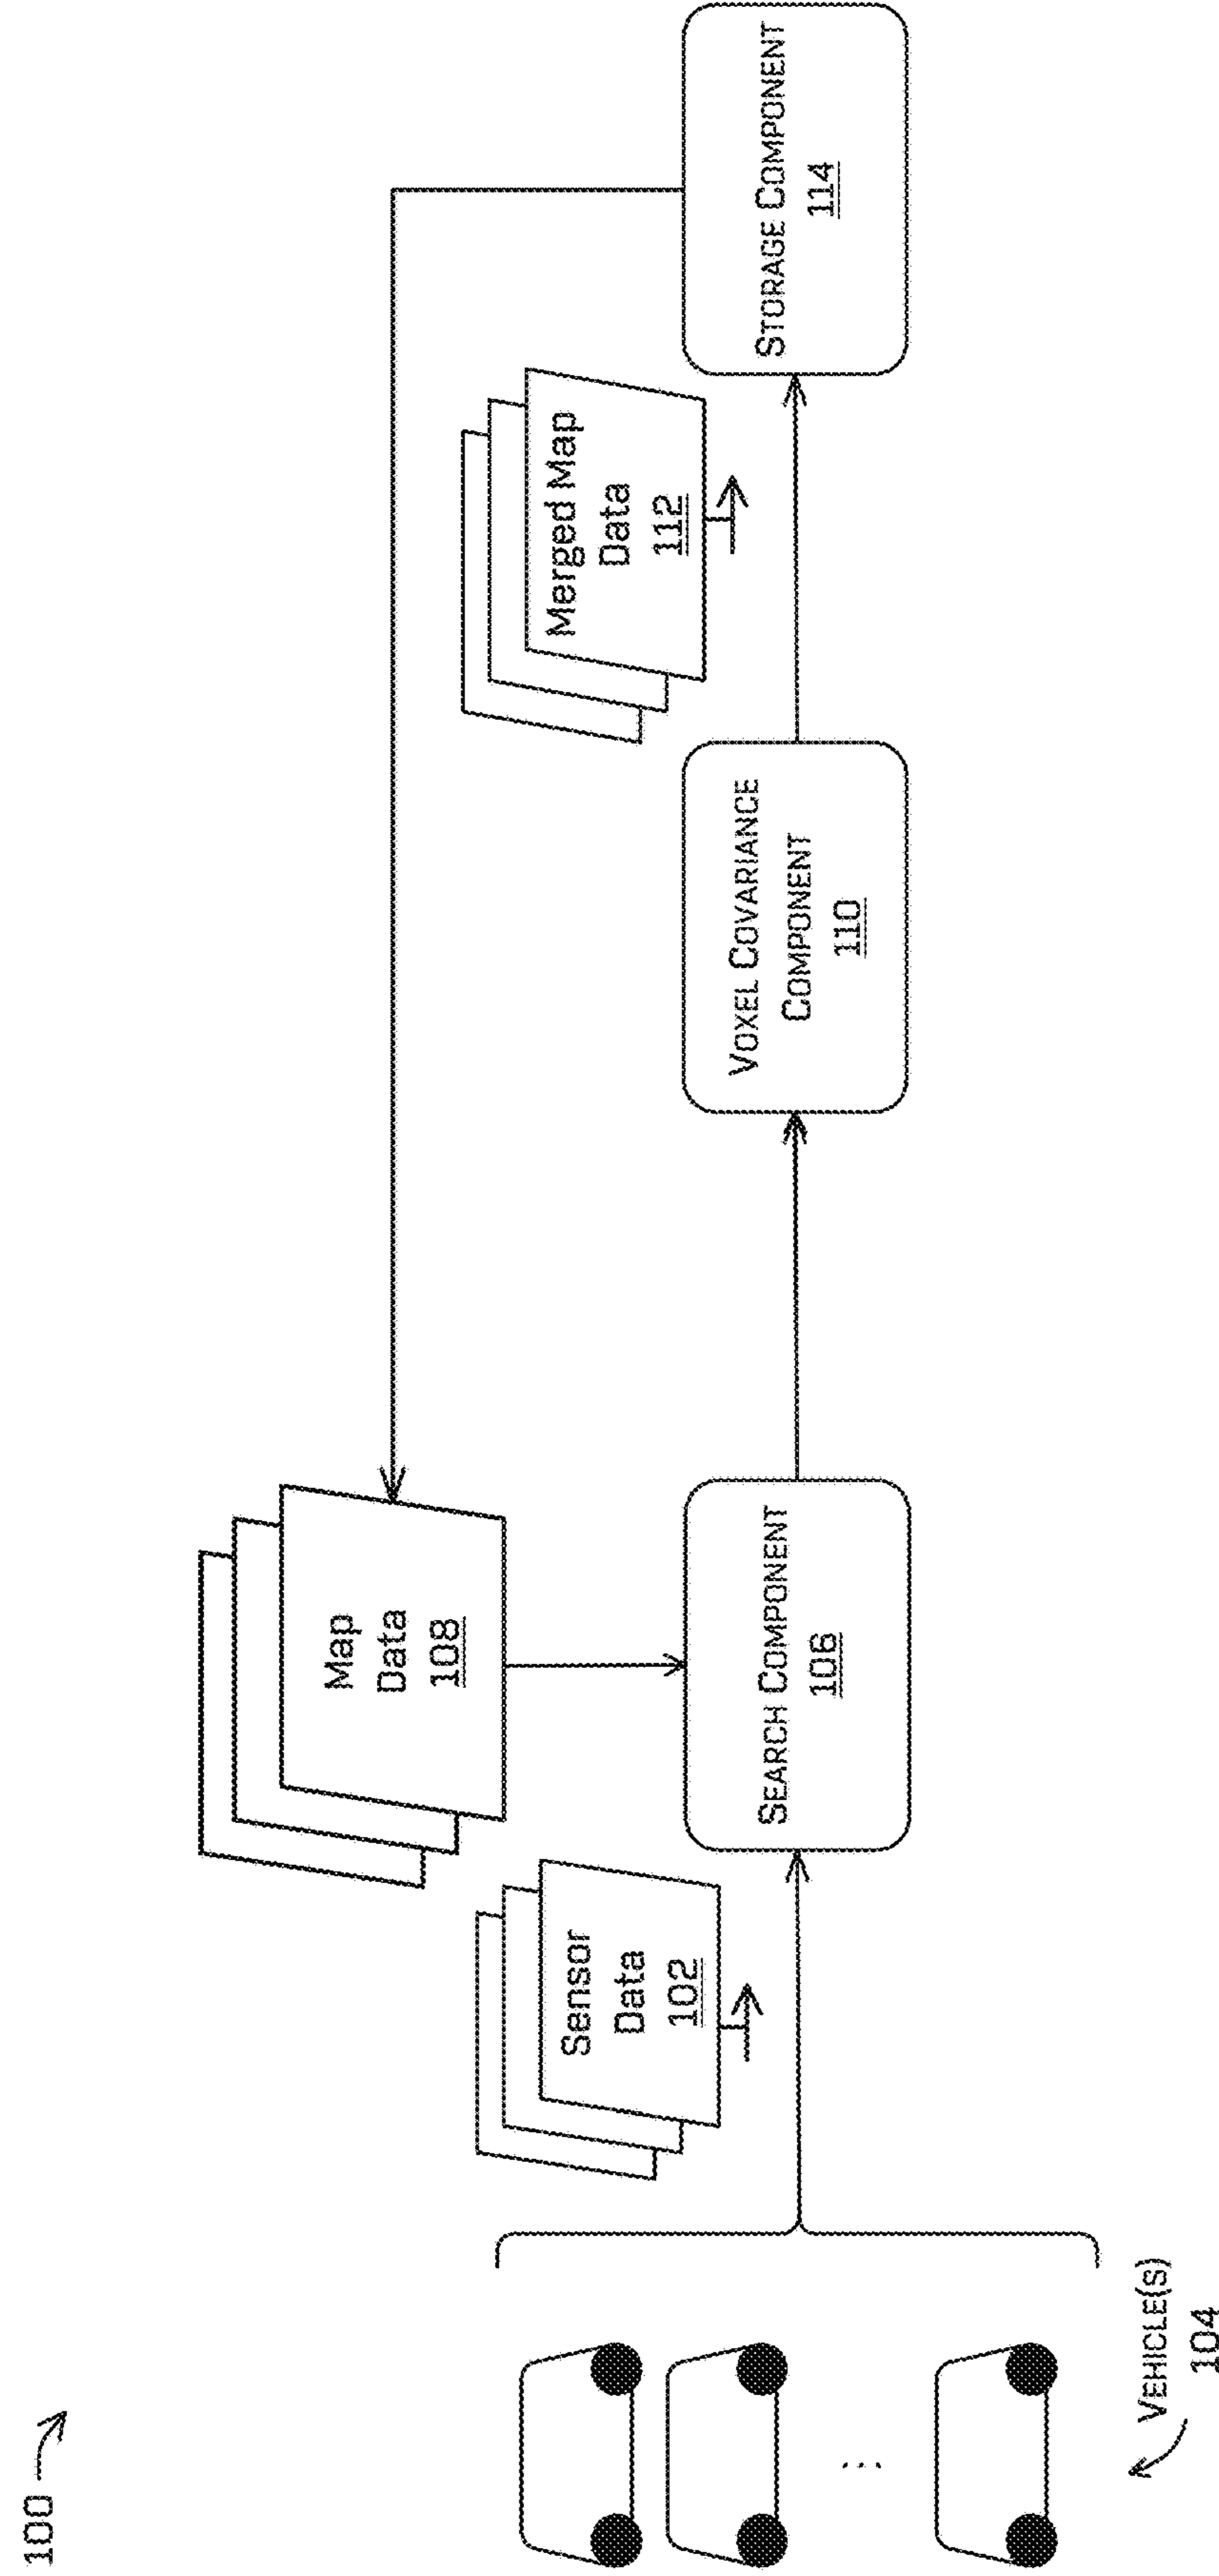 100
VEHICLE(S)
104
Sensor
Data
102
Map
Data
108
SEARCH COMPONENT
106
VOXEL COVARIANCE
COMPONENT
110
Merged Map
Data
112
STORAGE COMPONENT
114